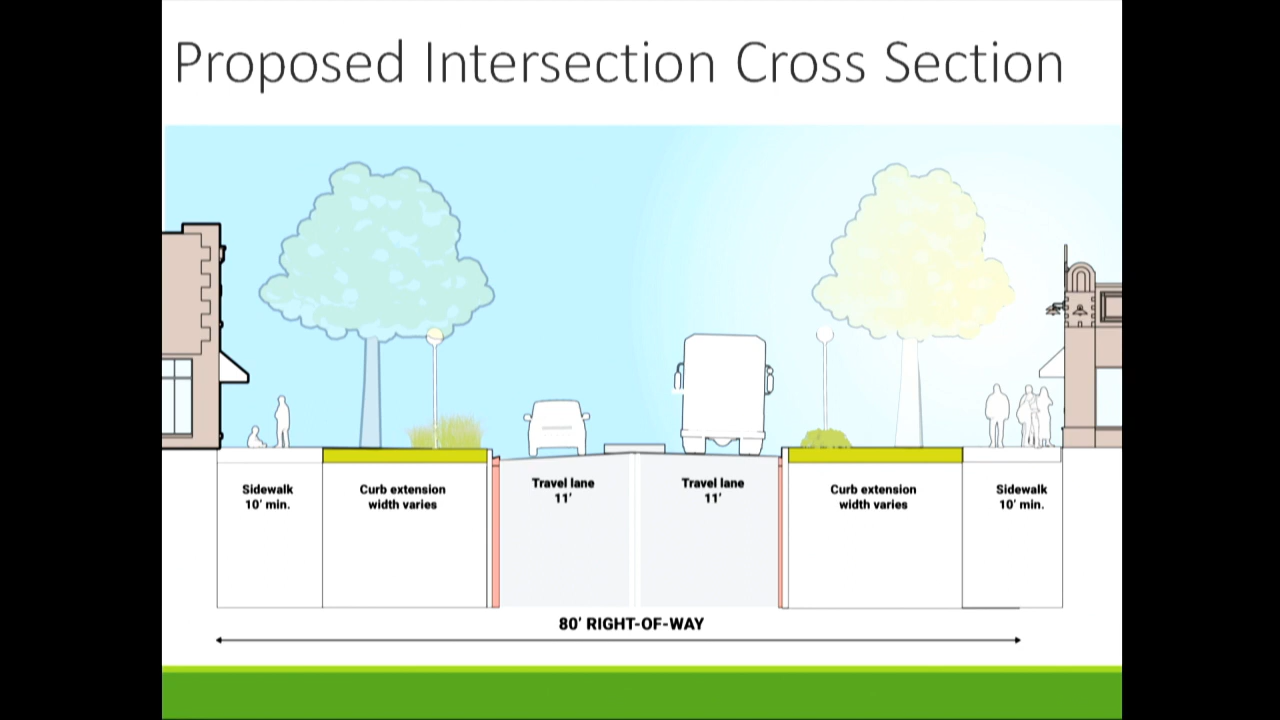 Proposed Intersection Cross Section
Sidewalk
10' min.
Curb extension
width varies
Travel lane
11'
Travel lane
11'
Curb extension
width varies
Sidewalk
10' min.
80' RIGHT-OF-WAY